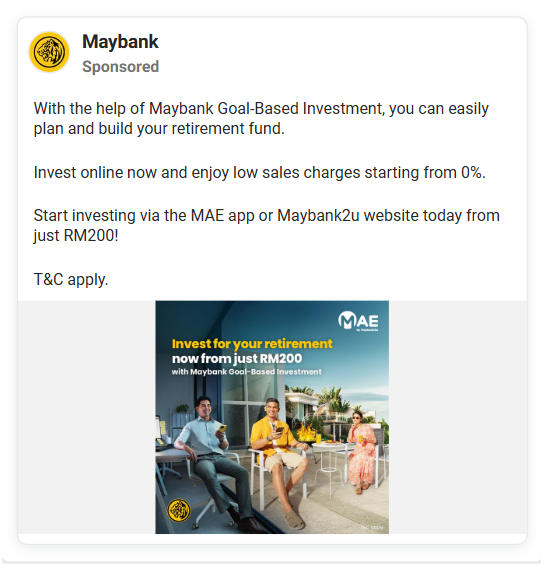 Maybank
Sponsored
With the help of Maybank Goal-Based Investment, you can easily
plan and build your retirement fund.
Invest online now and enjoy low sales charges starting from 0%.
Start investing via the MAE app or Maybank2u website today from
just RM200!
T&C apply.
MAE
by Maybank2u
Invest for your retirement
now from just RM200
with Maybank Goal-Based Investment